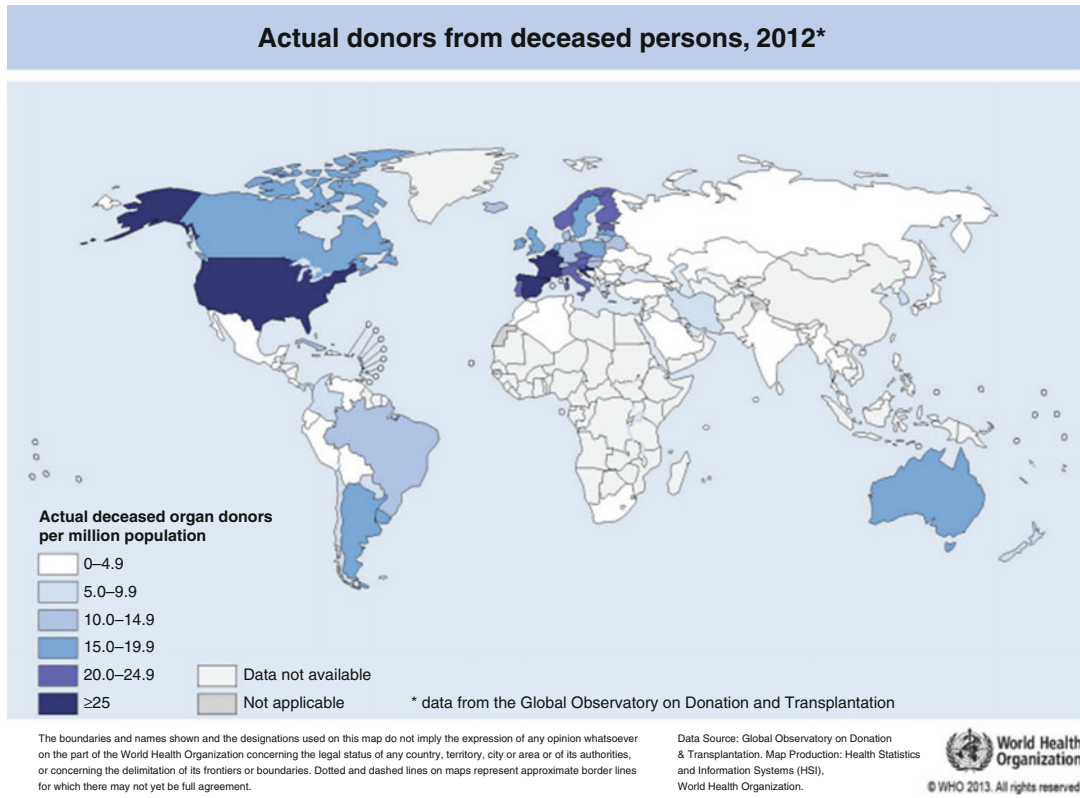 Actual donors from deceased persons, 2012*
Actual deceased organ donors
per million population
0–4.9
5.0–9.9
10.0–14.9
15.0–19.9
20.0–24.9
≥25
Data not available
Not applicable
* data from the Global Observatory on Donation and Transplantation
The boundaries and names shown and the designations used on this map do not imply the expression of any opinion whatsoever
on the part of the World Health Organization concerning the legal status of any country, territory, city or area or of its authorities,
or concerning the delimitation of its frontiers or boundaries. Dotted and dashed lines on maps represent approximate border lines
for which there may not yet be full agreement.
Data Source: Global Observatory on Donation
& Transplantation. Map Production: Health Statistics
and Information Systems (HSI),
World Health Organization.
World Health
Organization
© WHO 2013. All rights reserved